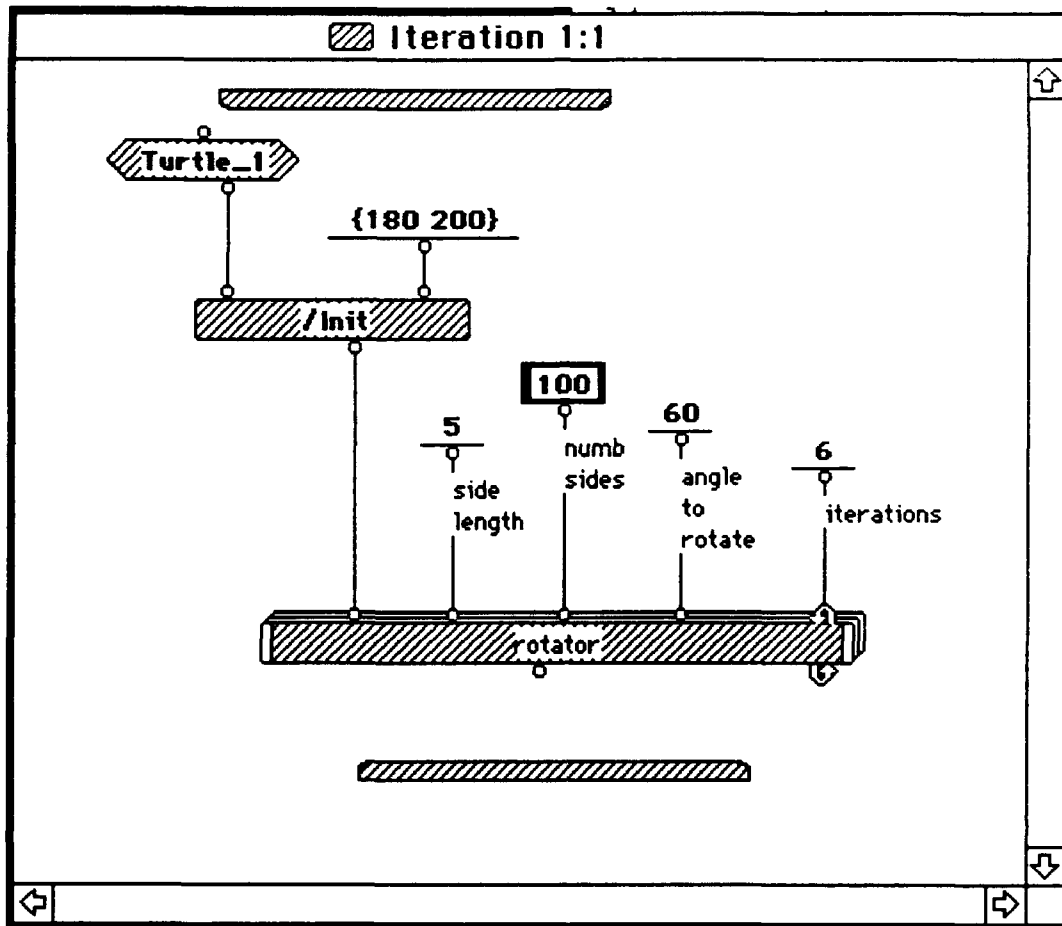 Iteration 1:1
Turtle_1
{180 200}
/Init
100
5
60
6
numb
sides
side
length
angle
to
rotate
iterations
rotator